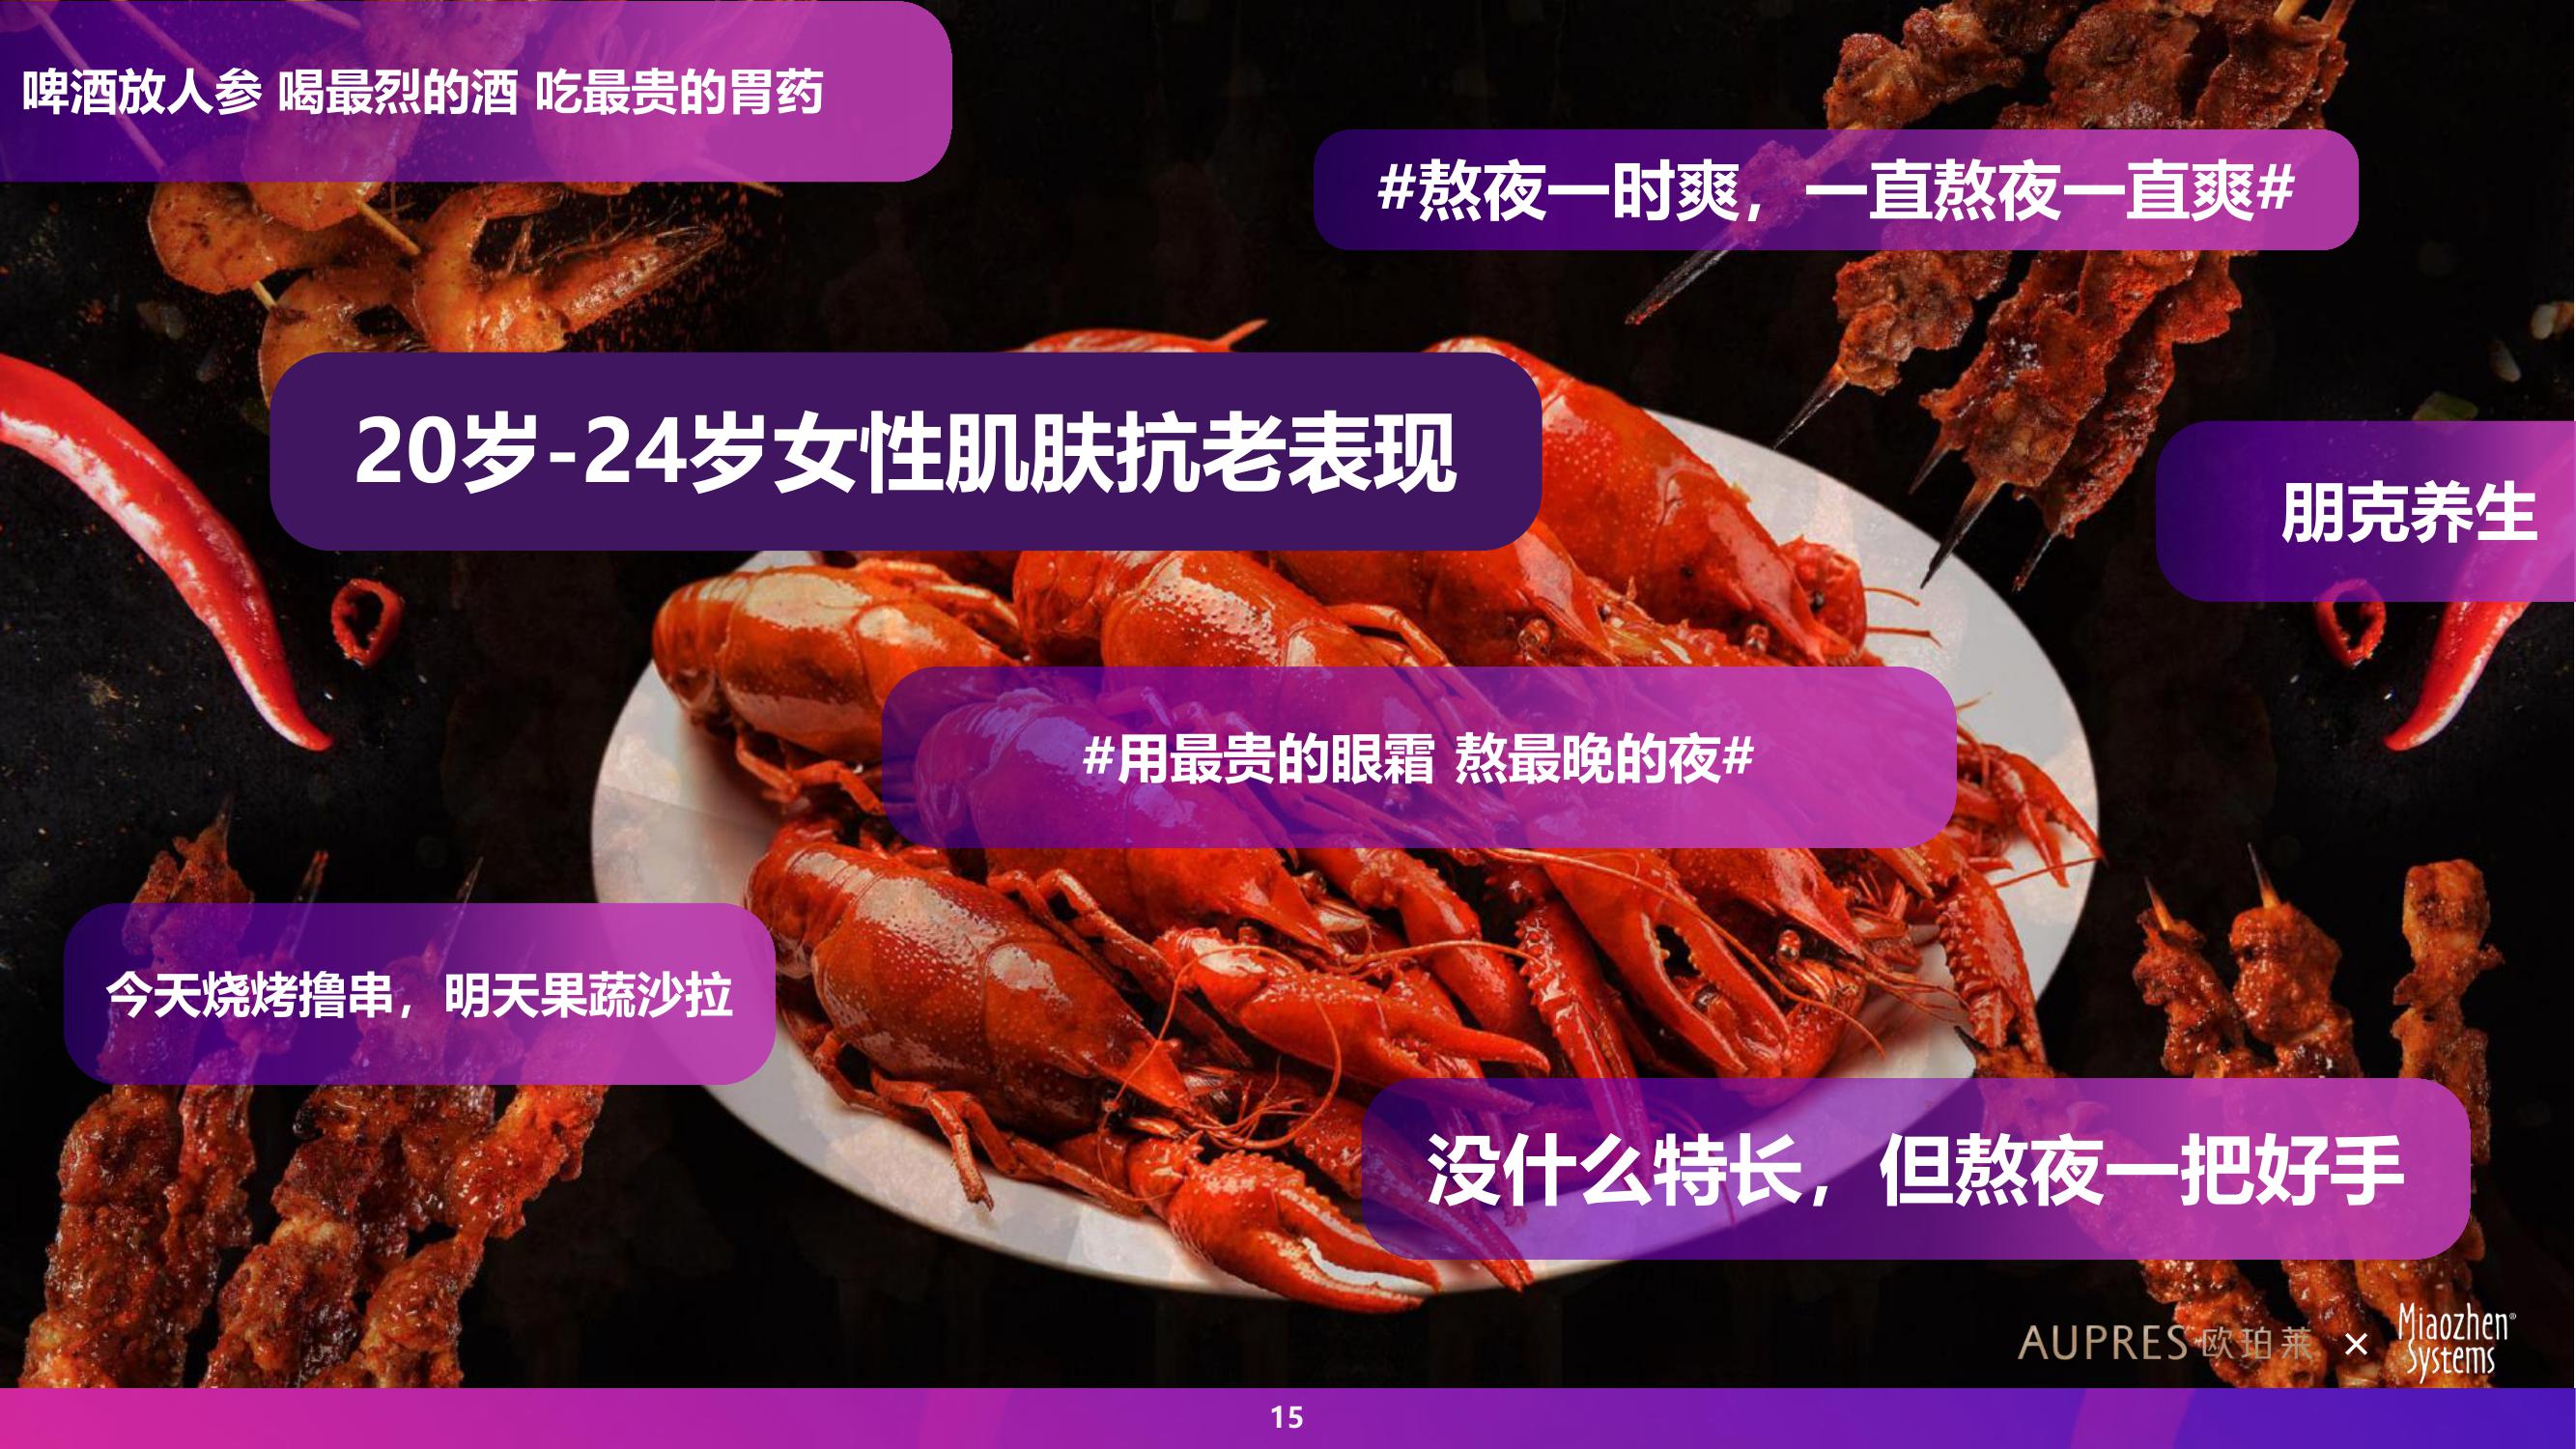 啤酒放人参 喝最烈的酒 吃最贵的胃药
#熬夜一时爽，一直熬夜一直爽#
20岁-24岁女性肌肤抗老表现
朋克养生
#用最贵的眼霜 熬最晚的夜#
今天烧烤撸串，明天果蔬沙拉
没什么特长，但熬夜一把好手
AUPRES 欧珀莱 × Miaozhen Systems
15